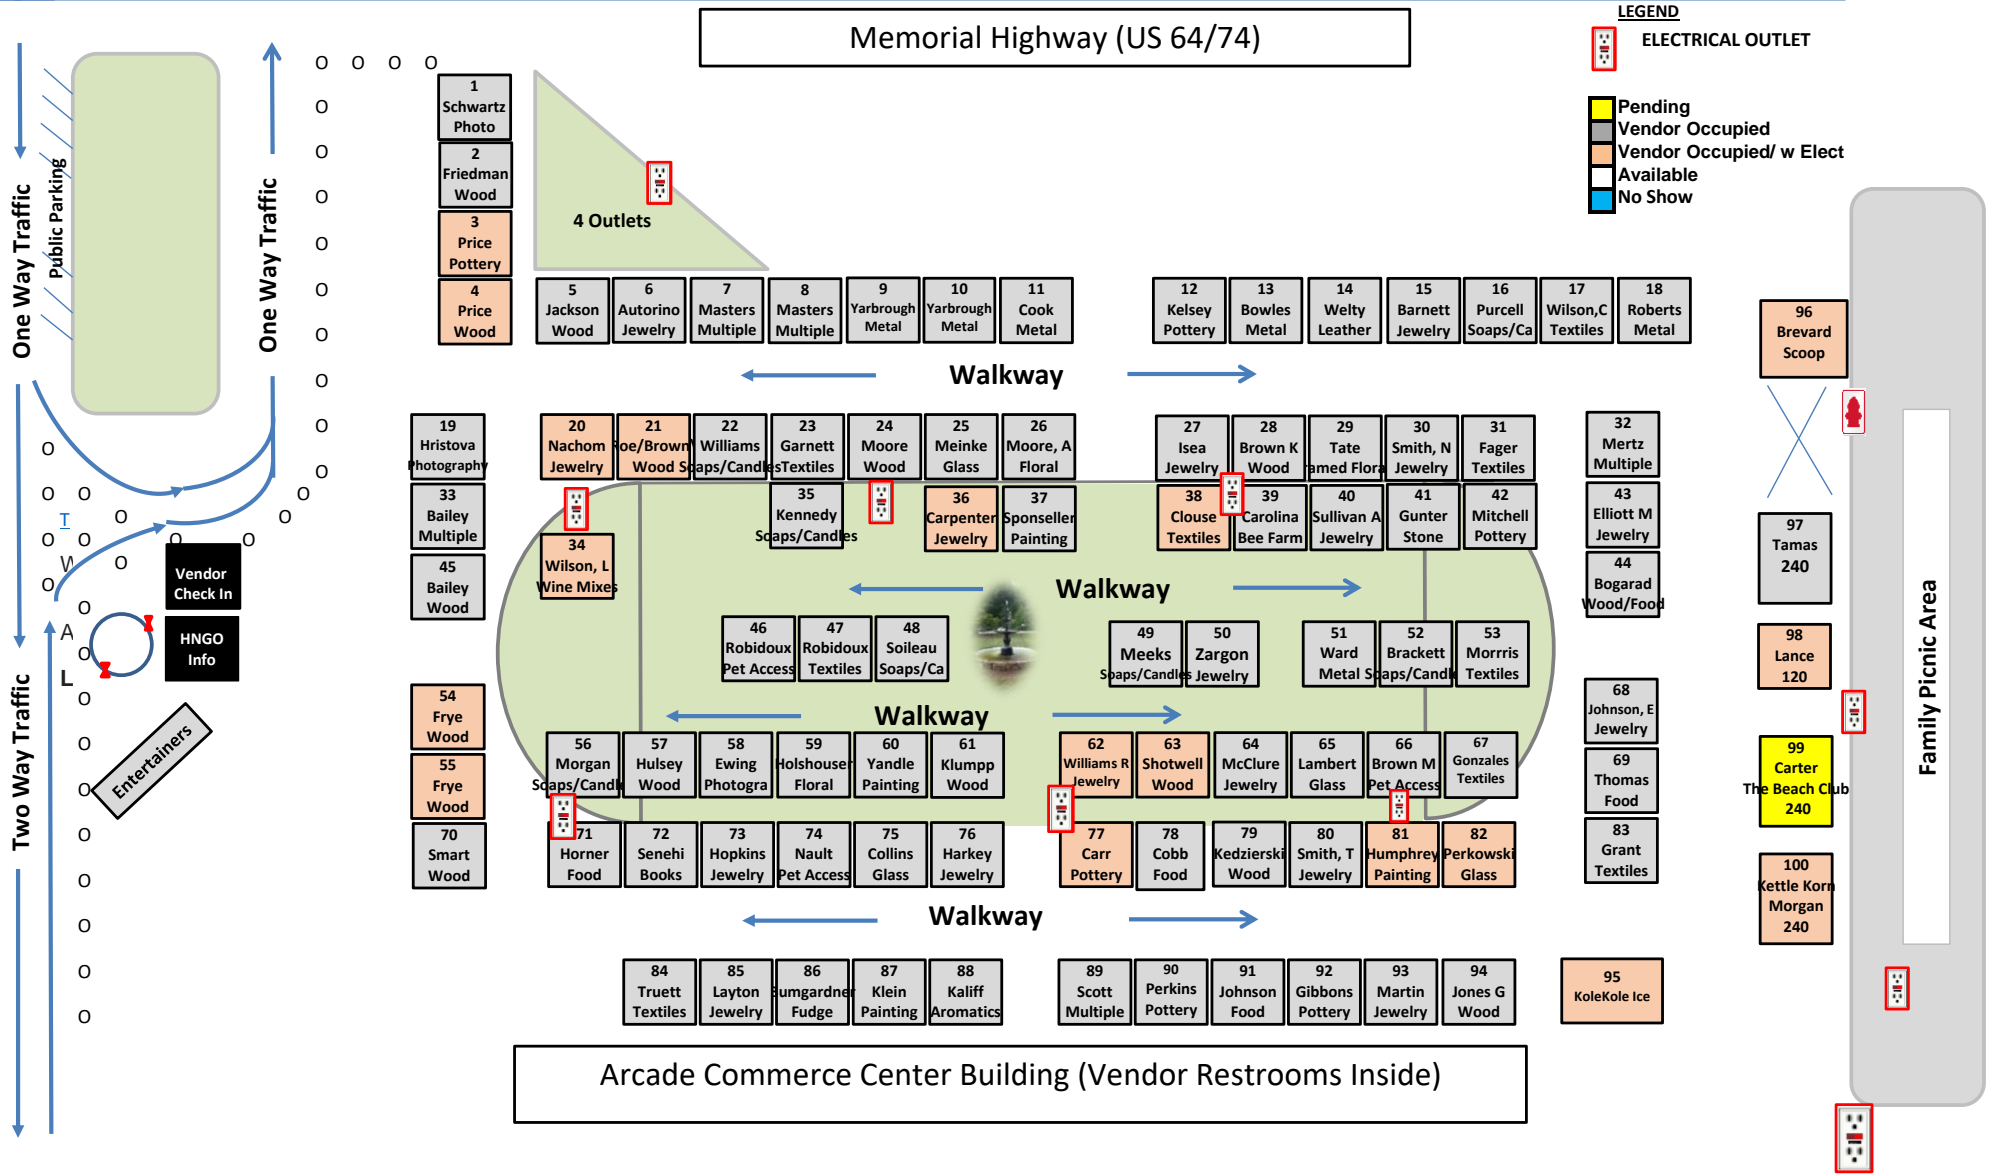 Memorial Highway (US 64/74)
LEGEND
ELECTRICAL OUTLET
Pending
Vendor Occupied
Vendor Occupied/ w Elect
Available
No Show
One Way Traffic
Public Parking
One Way Traffic
Two Way Traffic
O O O O
O
O
O
O
O
O
O
O
O
O
O
O
O O
T
O
O O
W
O
O
O
O
O
A
O
L
O
O
O
O
O
O
O
O
Vendor
Check In
HNGO
Info
Entertainers
1
Schwartz
Photo
2
Friedman
Wood
3
Price
Pottery
4
Price
Wood
4 Outlets
5
Jackson
Wood
6
Autorino
Jewelry
7
Masters
Multiple
8
Masters
Multiple
9
Yarbrough
Metal
10
Yarbrough
Metal
11
Cook
Metal
12
Kelsey
Pottery
13
Bowles
Metal
14
Welty
Leather
15
Barnett
Jewelry
16
Purcell
Soaps/Ca
17
Wilson,C
Textiles
18
Roberts
Metal
Walkway
19
Hristova
Photography
20
Nachom
Jewelry
21
oe/Brown
Wood
22
Williams
Soaps/Candles
23
Garnett
Textiles
24
Moore
Wood
25
Meinke
Glass
26
Moore, A
Floral
27
Isea
Jewelry
28
Brown K
Wood
29
Tate
ramed Flora
30
Smith, N
Jewelry
31
Fager
Textiles
32
Mertz
Multiple
33
Bailey
Multiple
34
Wilson, L
Wine Mixes
35
Kennedy
Soaps/Candles
36
Carpenter
Jewelry
37
Sponseller
Painting
38
Clouse
Textiles
39
Carolina
Bee Farm
40
Sullivan A
Jewelry
41
Gunter
Stone
42
Mitchell
Pottery
43
Elliott M
Jewelry
44
Bogarad
Wood/Food
45
Bailey
Wood
Walkway
46
Robidoux
Pet Access
47
Robidoux
Textiles
48
Soileau
Soaps/Ca
49
Meeks
Soaps/Candles
50
Zargon
Jewelry
51
Ward
Metal
52
Brackett
Soaps/Candle
53
Morrris
Textiles
Walkway
54
Frye
Wood
55
Frye
Wood
56
Morgan
Soaps/Candle
57
Hulsey
Wood
58
Ewing
Photogra
59
Holshouser
Floral
60
Yandle
Painting
61
Klumpp
Wood
62
Williams R
Jewelry
63
Shotwell
Wood
64
McClure
Jewelry
65
Lambert
Glass
66
Brown M
Pet Access
67
Gonzales
Textiles
68
Johnson, E
Jewelry
69
Thomas
Food
70
Smart
Wood
71
Horner
Food
72
Senehi
Books
73
Hopkins
Jewelry
74
Nault
Pet Access
75
Collins
Glass
76
Harkey
Jewelry
77
Carr
Pottery
78
Cobb
Food
79
Kedzierski
Wood
80
Smith, T
Jewelry
81
Humphrey
Painting
82
Perkowski
Glass
83
Grant
Textiles
Walkway
84
Truett
Textiles
85
Layton
Jewelry
86
umgardner
Fudge
87
Klein
Painting
88
Kaliff
Aromatics
89
Scott
Multiple
90
Perkins
Pottery
91
Johnson
Food
92
Gibbons
Pottery
93
Martin
Jewelry
94
Jones G
Wood
95
KoleKole Ice
96
Brevard
Scoop
97
Tamas
240
98
Lance
120
99
Carter
The Beach Club
240
100
Kettle Korn
Morgan
240
Family Picnic Area
Arcade Commerce Center Building (Vendor Restrooms Inside)